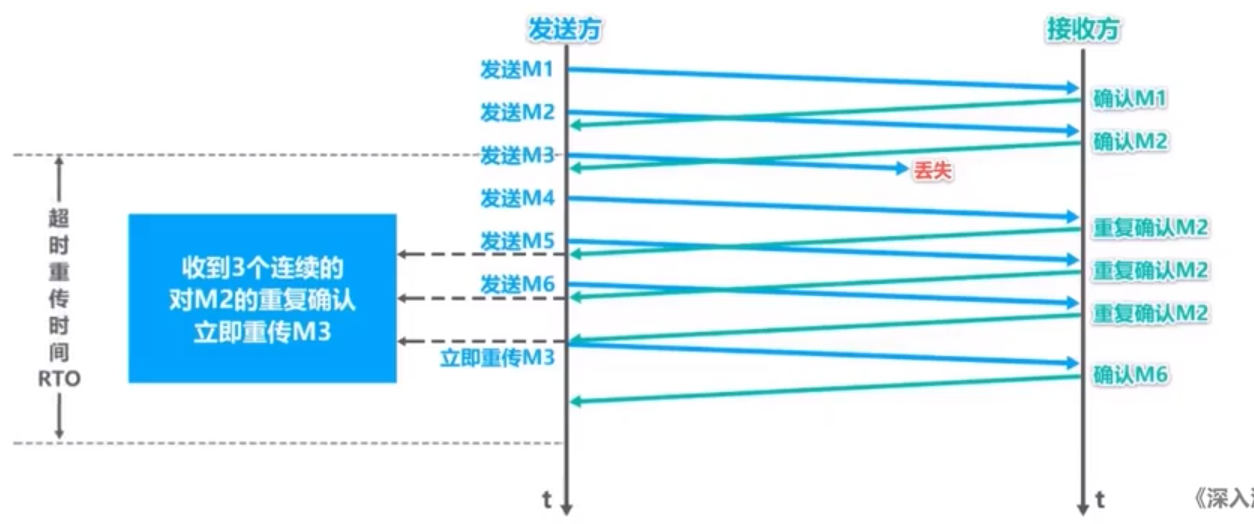 发送方
接收方
发送M1
确认M1
发送M2
确认M2
发送M3
丢失
发送M4
重复确认M2
发送M5
重复确认M2
发送M6
重复确认M2
立即重传M3
确认M6
超时重传时间
RTO
收到3个连续的
对M2的重复确认
立即重传M3
t
t
《深入